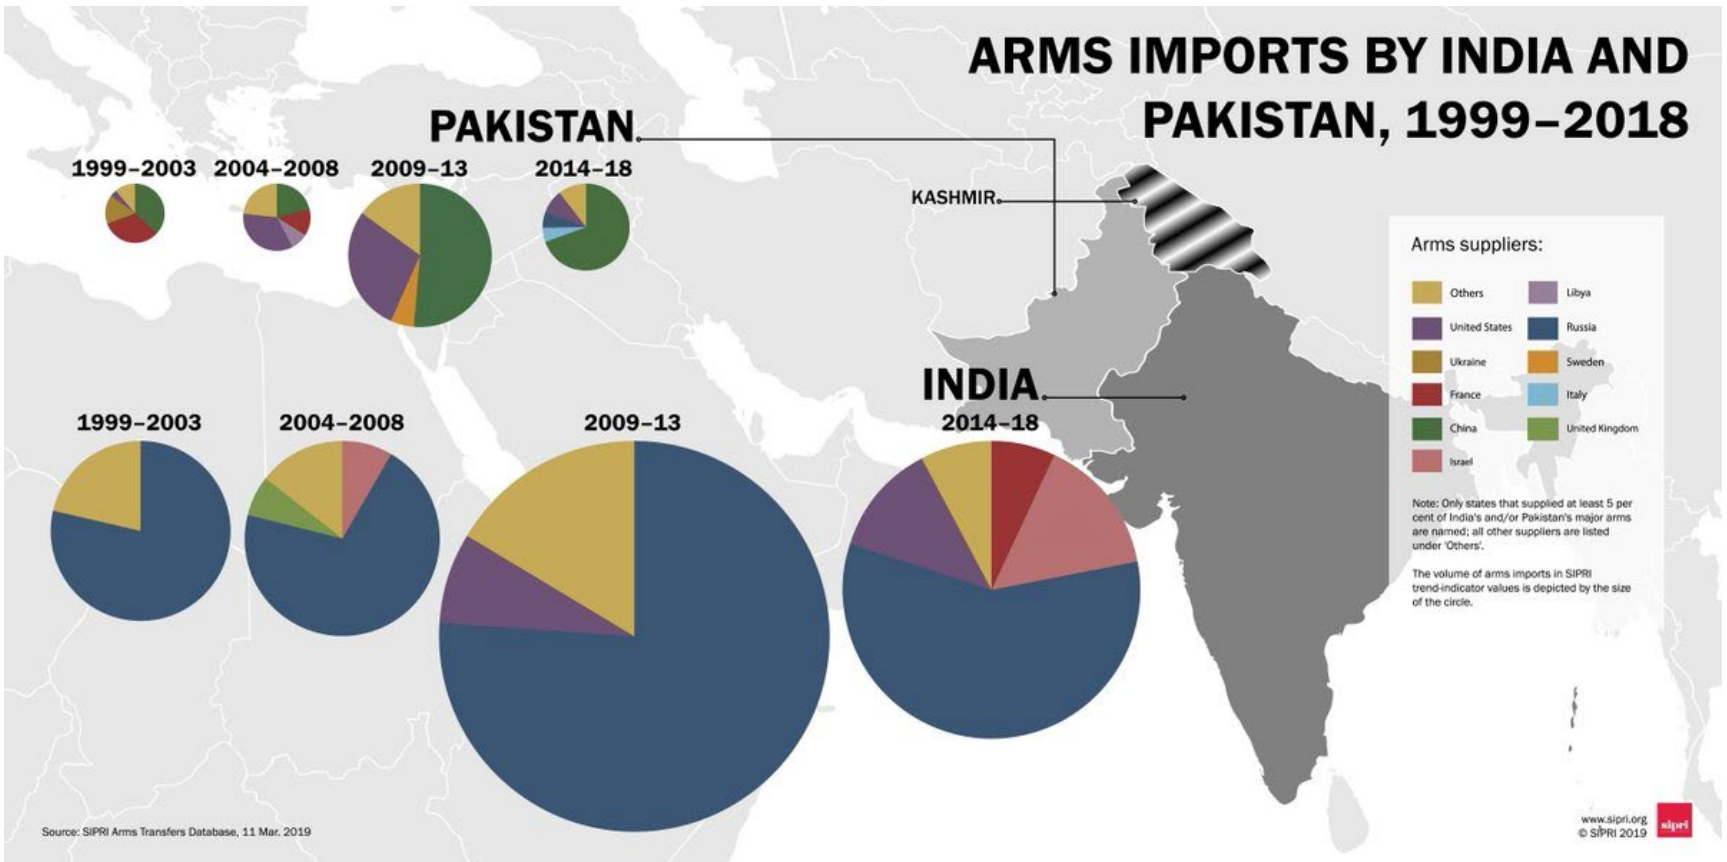 ARMS IMPORTS BY INDIA AND
PAKISTAN, 1999–2018
PAKISTAN
1999–2003
2004–2008
2009–13
2014–18
KASHMIR
INDIA
1999–2003
2004–2008
2009–13
2014–18
Arms suppliers:
Others
United States
Ukraine
France
China
Israel
Libya
Russia
Sweden
Italy
United Kingdom
Note: Only states that supplied at least 5 per
cent of India's and/or Pakistan's major arms
are named; all other suppliers are listed
under 'Others'.
The volume of arms imports in SIPRI
trend-indicator values is depicted by the size
of the circle.
Source: SIPRI Arms Transfers Database, 11 Mar. 2019
www.sipri.org
© SIPRI 2019
sipri